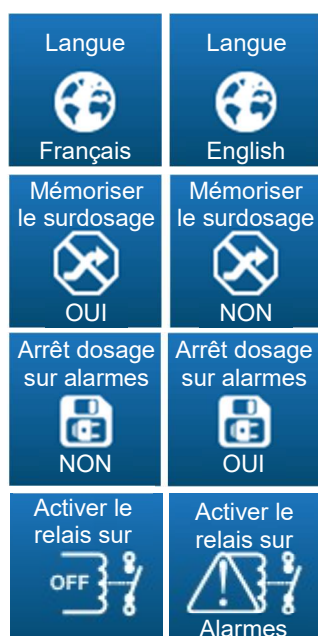 Langue
Français
Langue
English
Mémoriser
le surdosage
OUI
Mémoriser
le surdosage
NON
Arrêt dosage
sur alarmes
NON
Arrêt dosage
sur alarmes
OUI
Activer le
relais sur
OFF
Activer le
relais sur
Alarmes